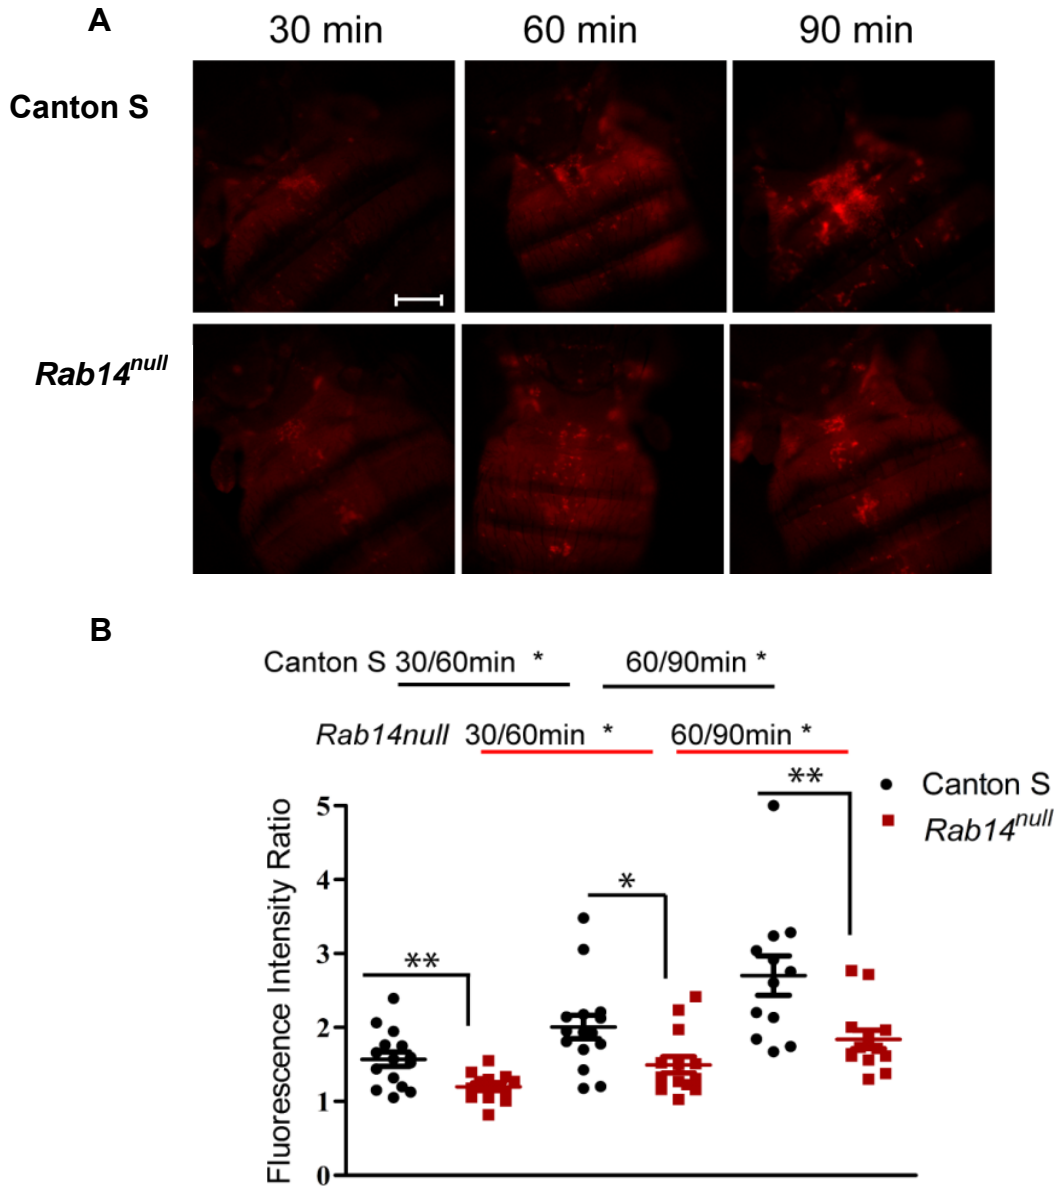 A
30 min 60 min 90 min
Canton S
Rab14null
B
Canton S 30/60min * 60/90min *
Rab14null 30/60min * 60/90min *
** Canton S
Rab14null
Fluorescence Intensity Ratio
5
4
*
3
**
2
1
0